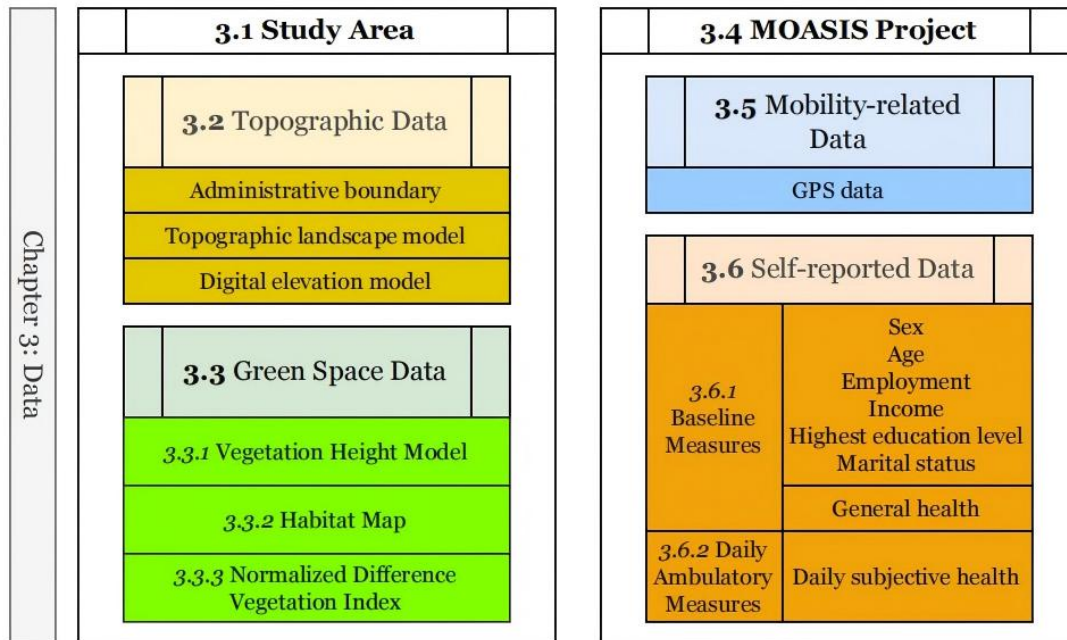 Chapter 3: Data
3.1 Study Area
3.2 Topographic Data
Administrative boundary
Topographic landscape model
Digital elevation model
3.3 Green Space Data
3.3.1 Vegetation Height Model
3.3.2 Habitat Map
3.3.3 Normalized Difference
Vegetation Index
3.4 MOASIS Project
3.5 Mobility-related
Data
GPS data
3.6 Self-reported Data
3.6.1
Baseline
Measures
Sex
Age
Employment
Income
Highest education level
Marital status
General health
3.6.2 Daily
Ambulatory
Measures
Daily subjective health